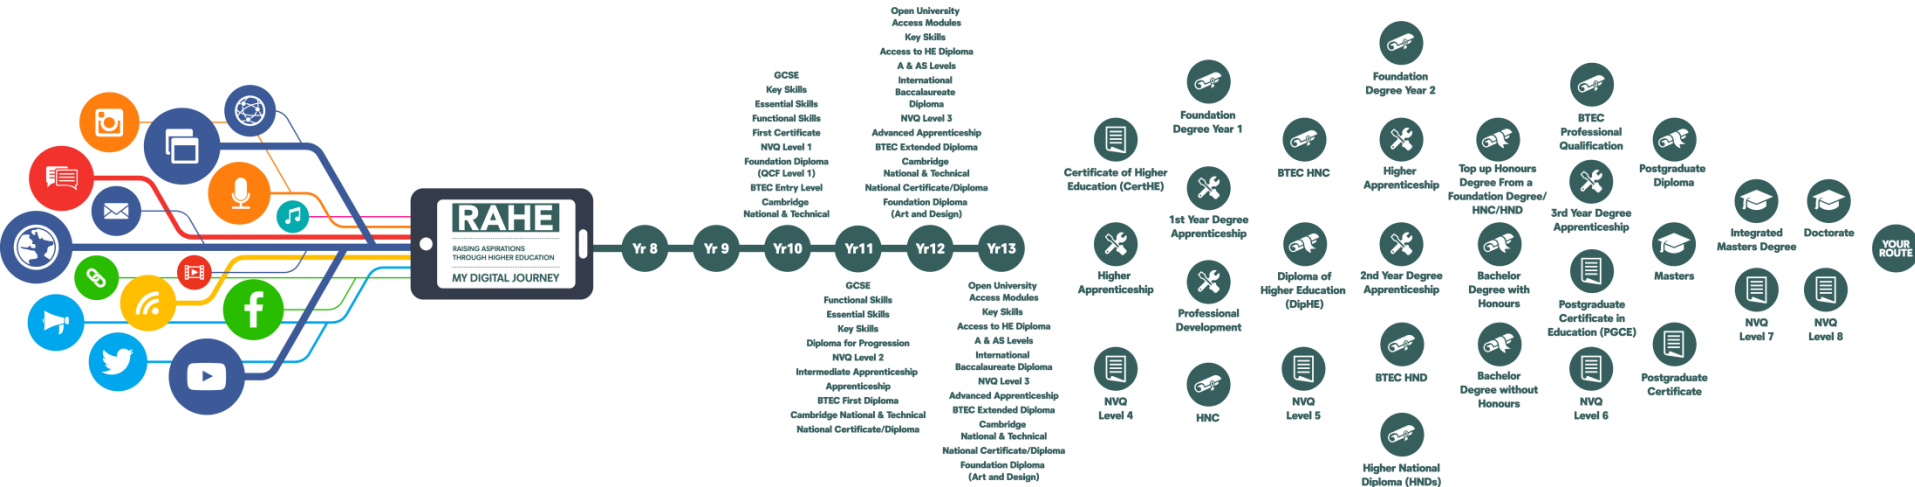 RAHE
RAISING ASPIRATIONS
THROUGH HIGHER EDUCATION
MY DIGITAL JOURNEY
Yr 8
Yr 9
GCSE
Key Skills
Essential Skills
Functional Skills
First Certificate
NVQ Level 1
Foundation Diploma
(QCF Level 1)
BTEC Entry Level
Cambridge
National & Technical
Yr10
Yr11
GCSE
Functional Skills
Essential Skills
Key Skills
Diploma for Progression
NVQ Level 2
Intermediate Apprenticeship
Apprenticeship
BTEC First Diploma
Cambridge National & Technical
National Certificate/Diploma
Open University
Access Modules
Key Skills
Access to HE Diploma
A & AS Levels
International
Baccalaureate
Diploma
NVQ Level 3
Advanced Apprenticeship
BTEC Extended Diploma
Cambridge
National & Technical
National Certificate/Diploma
Foundation Diploma
(Art and Design)
Yr12
Yr13
Open University
Access Modules
Key Skills
Access to HE Diploma
A & AS Levels
International
Baccalaureate Diploma
NVQ Level 3
Advanced Apprenticeship
BTEC Extended Diploma
Cambridge
National & Technical
National Certificate/Diploma
Foundation Diploma
(Art and Design)
Certificate of Higher
Education (CertHE)
Higher
Apprenticeship
NVQ
Level 4
Foundation
Degree Year 1
1st Year Degree
Apprenticeship
Professional
Development
HNC
BTEC HNC
Diploma of
Higher Education
(DipHE)
NVQ
Level 5
Foundation
Degree Year 2
Higher
Apprenticeship
2nd Year Degree
Apprenticeship
BTEC HND
Higher National
Diploma (HNDs)
Top up Honours
Degree From a
Foundation Degree/
HNC/HND
Bachelor
Degree with
Honours
Bachelor
Degree without
Honours
BTEC
Professional
Qualification
3rd Year Degree
Apprenticeship
Postgraduate
Certificate in
Education (PGCE)
NVQ
Level 6
Postgraduate
Diploma
Masters
Postgraduate
Certificate
Integrated
Masters Degree
NVQ
Level 7
Doctorate
NVQ
Level 8
YOUR
ROUTE